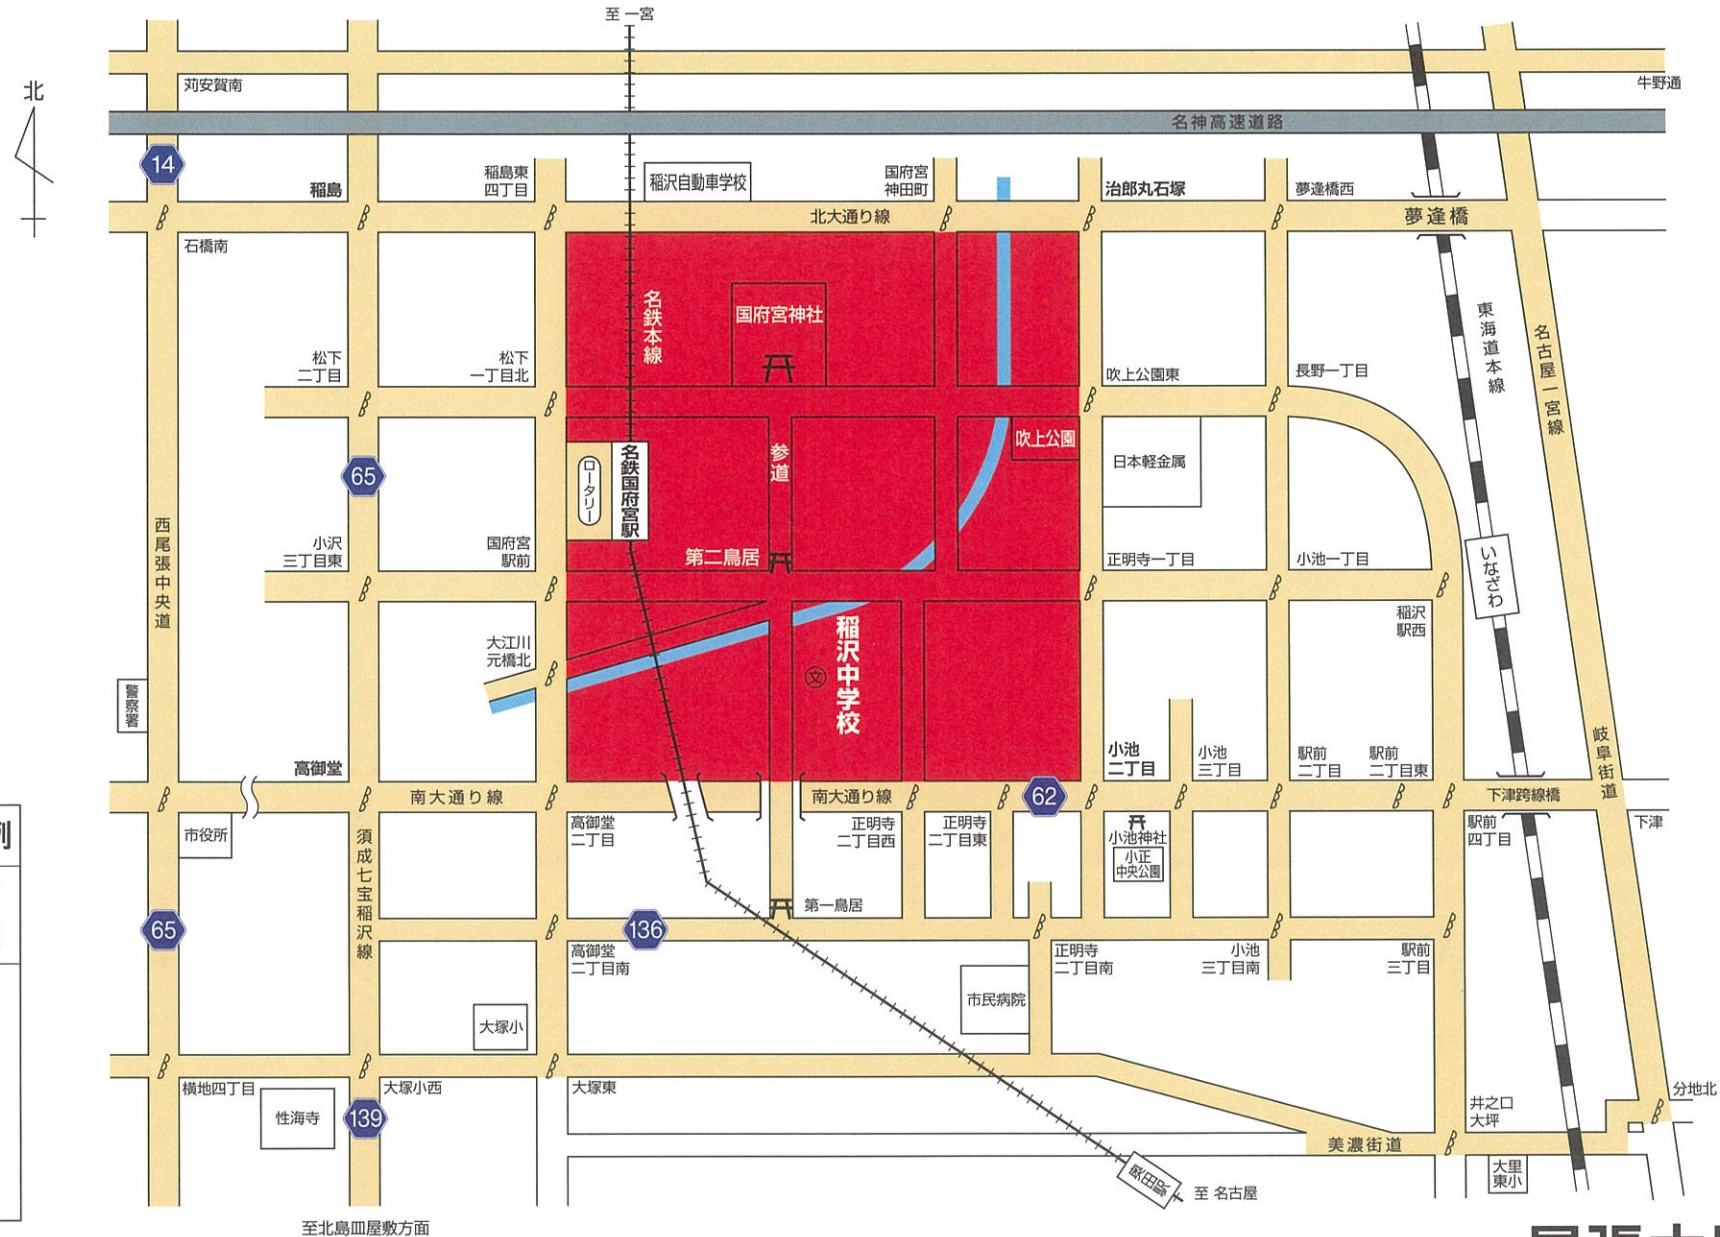 至 一宮
北
苅安賀南
牛野通
名神高速道路
14
稲島
稲島東
四丁目
稲沢自動車学校
国府宮
神田町
治郎丸石塚
夢逢橋西
北大通り線
夢逢橋
石橋南
名鉄本線
国府宮神社
東海道本線
名古屋一宮線
松下
二丁目
松下
一丁目北
吹上公園東
長野一丁目
参道
吹上公園
日本軽金属
65
ロータリー
名鉄国府宮駅
西尾張中央道
小沢
三丁目東
国府宮
駅前
第二鳥居
正明寺一丁目
小池一丁目
いなざわ
稲沢
駅西
大江川
元橋北
稲沢中学校
文
警察署
高御堂
小池
二丁目
小池
三丁目
駅前
二丁目
駅前
二丁目東
岐阜街道
南大通り線
南大通り線
62
下津跨線橋
市役所
須成七宝稲沢線
高御堂
二丁目
正明寺
二丁目西
正明寺
二丁目東
小池神社
小正
中央公園
駅前
四丁目
下津
例
第一鳥居
65
136
高御堂
二丁目南
正明寺
二丁目南
小池
三丁目南
駅前
三丁目
市民病院
大塚小
横地四丁目
大塚小西
大塚東
性海寺
139
井之口
大坪
分地北
美濃街道
奥田駅
至 名古屋
大里
東小
至北島皿屋敷方面